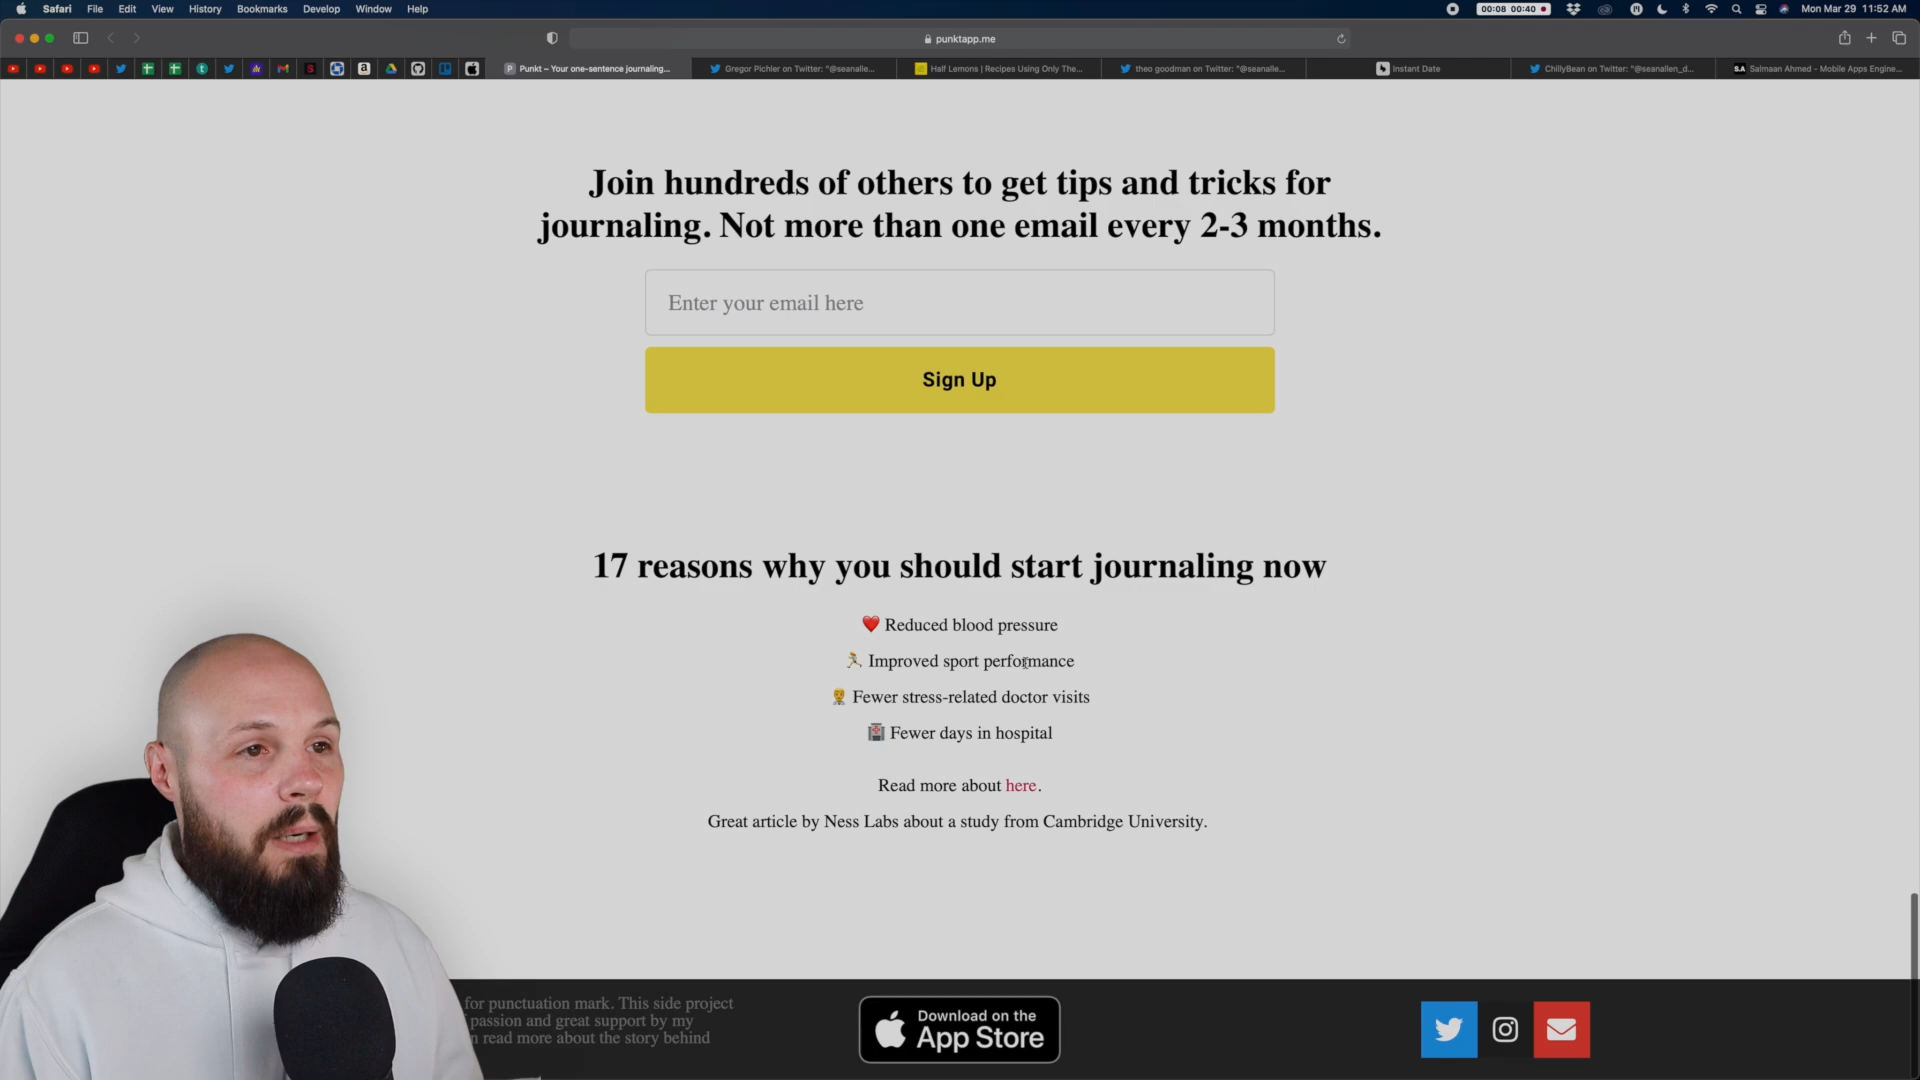 Safari File Edit View History Bookmarks Develop Window Help
00:08 00:40
Mon Mar 29 11:52 AM
punktapp.me
Punkt – Your one-sentence journaling...
Gregor Pichler on Twitter: "@seanalle...
Half Lemons | Recipes Using Only The...
theo goodman on Twitter: "@seanalle...
Instant Date
ChillyBean on Twitter: "@seanallen_d...
S.A Salmaan Ahmed - Mobile Apps Engine...
Join hundreds of others to get tips and tricks for
journaling. Not more than one email every 2-3 months.
Enter your email here
Sign Up
17 reasons why you should start journaling now
Reduced blood pressure
Improved sport performance
Fewer stress-related doctor visits
Fewer days in hospital
Read more about here.
Great article by Ness Labs about a study from Cambridge University.
for punctuation mark. This side project
passion and great support by my
read more about the story behind
Download on the
App Store